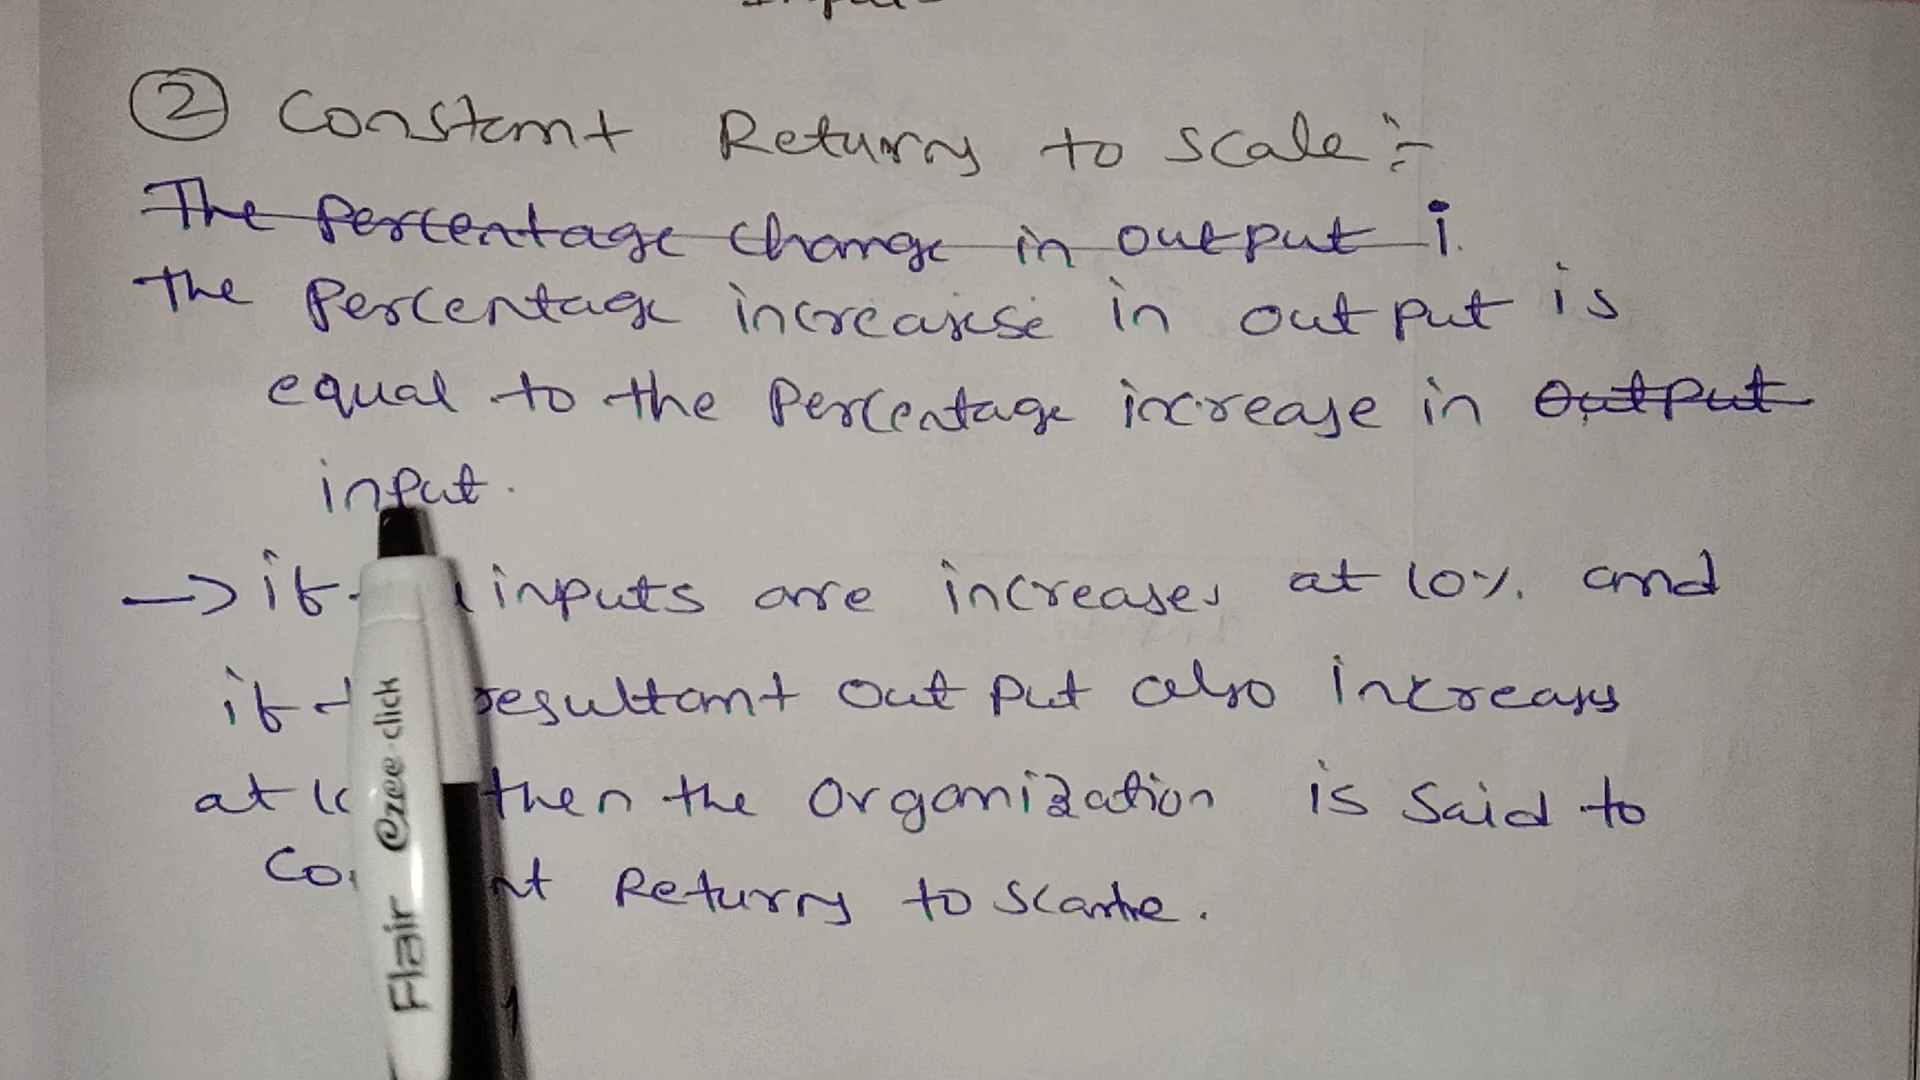 ② Constant Returns to scale :-
The percentage change in output i.
The Percentage increase in output is
equal to the Percentage increase in output
input.
→ if inputs are increases at 10% and
if resultant output also increases
at then the organization is said to
Returns to scale.
Flair Ezee-click